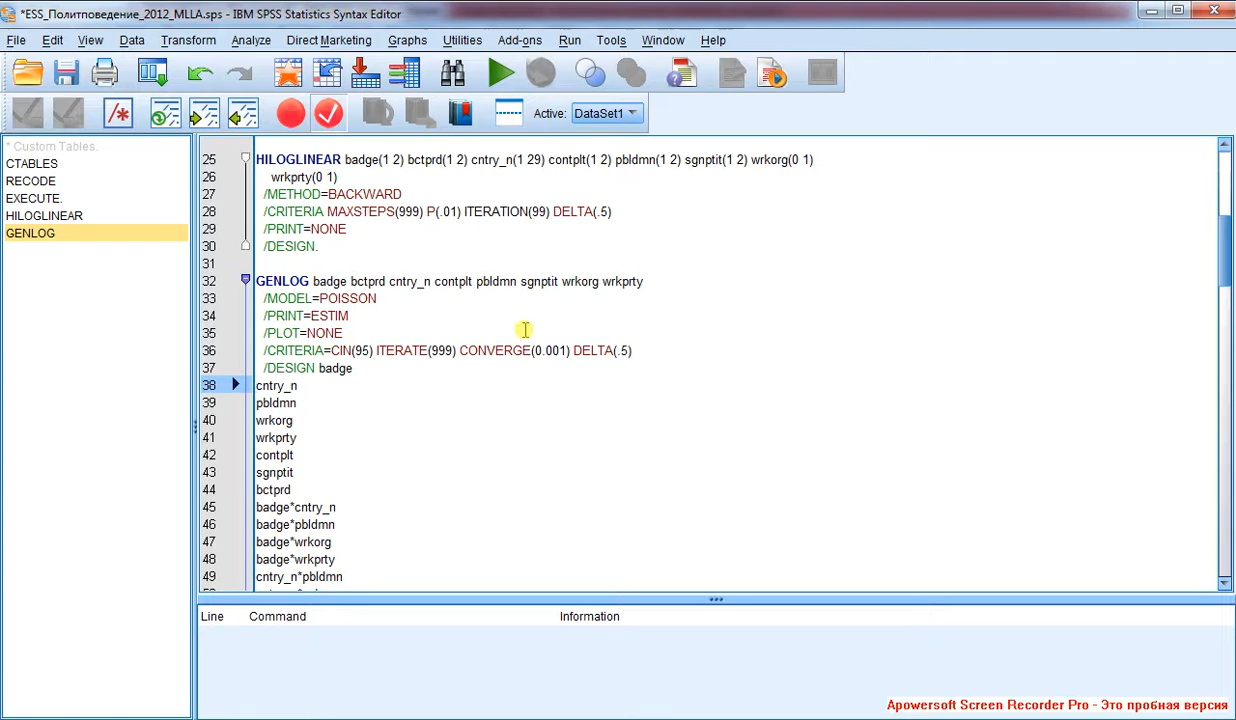 *ESS_Политповедение_2012_MLLA.sps - IBM SPSS Statistics Syntax Editor
File Edit View Data Transform Analyze Direct Marketing Graphs Utilities Add-ons Run Tools Window Help
Active: DataSet1
* Custom Tables.
CTABLES
RECODE
EXECUTE.
HILOGLINEAR
GENLOG
25 HILOGLINEAR badge(1 2) bctprd(1 2) cntry_n(1 29) contplt(1 2) pbldmn(1 2) sgnptit(1 2) wrkorg(0 1)
26 wrkprty(0 1)
27 /METHOD=BACKWARD
28 /CRITERIA MAXSTEPS(999) P(.01) ITERATION(99) DELTA(.5)
29 /PRINT=NONE
30 /DESIGN.
31
32 GENLOG badge bctprd cntry_n contplt pbldmn sgnptit wrkorg wrkprty
33 /MODEL=POISSON
34 /PRINT=ESTIM
35 /PLOT=NONE
36 /CRITERIA=CIN(95) ITERATE(999) CONVERGE(0.001) DELTA(.5)
37 /DESIGN badge
38 cntry_n
39 pbldmn
40 wrkorg
41 wrkprty
42 contplt
43 sgnptit
44 bctprd
45 badge*cntry_n
46 badge*pbldmn
47 badge*wrkorg
48 badge*wrkprty
49 cntry_n*pbldmn
Line Command Information
Apowersoft Screen Recorder Pro - Это пробная версия